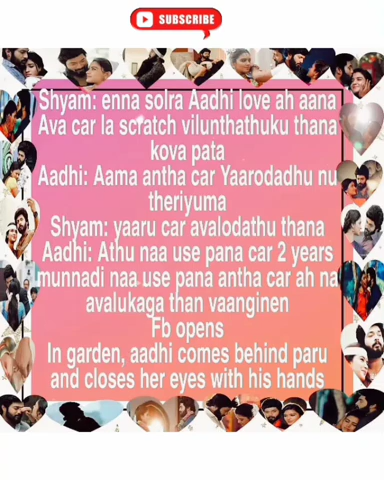 SUBSCRIBE
Shyam: enna solra Aadhi love ah aana
Ava car la scratch vilunthathuku thana
kova pata
Aadhi: Aama antha car Yaarodadhu nu
theriyuma
Shyam: yaaru car avalodathu thana
Aadhi: Athu naa use pana car 2 years
munnadi naa use pana antha car ah na
avalukaga than vaanginen
Fb opens
In garden, aadhi comes behind paru
and closes her eyes with his hands